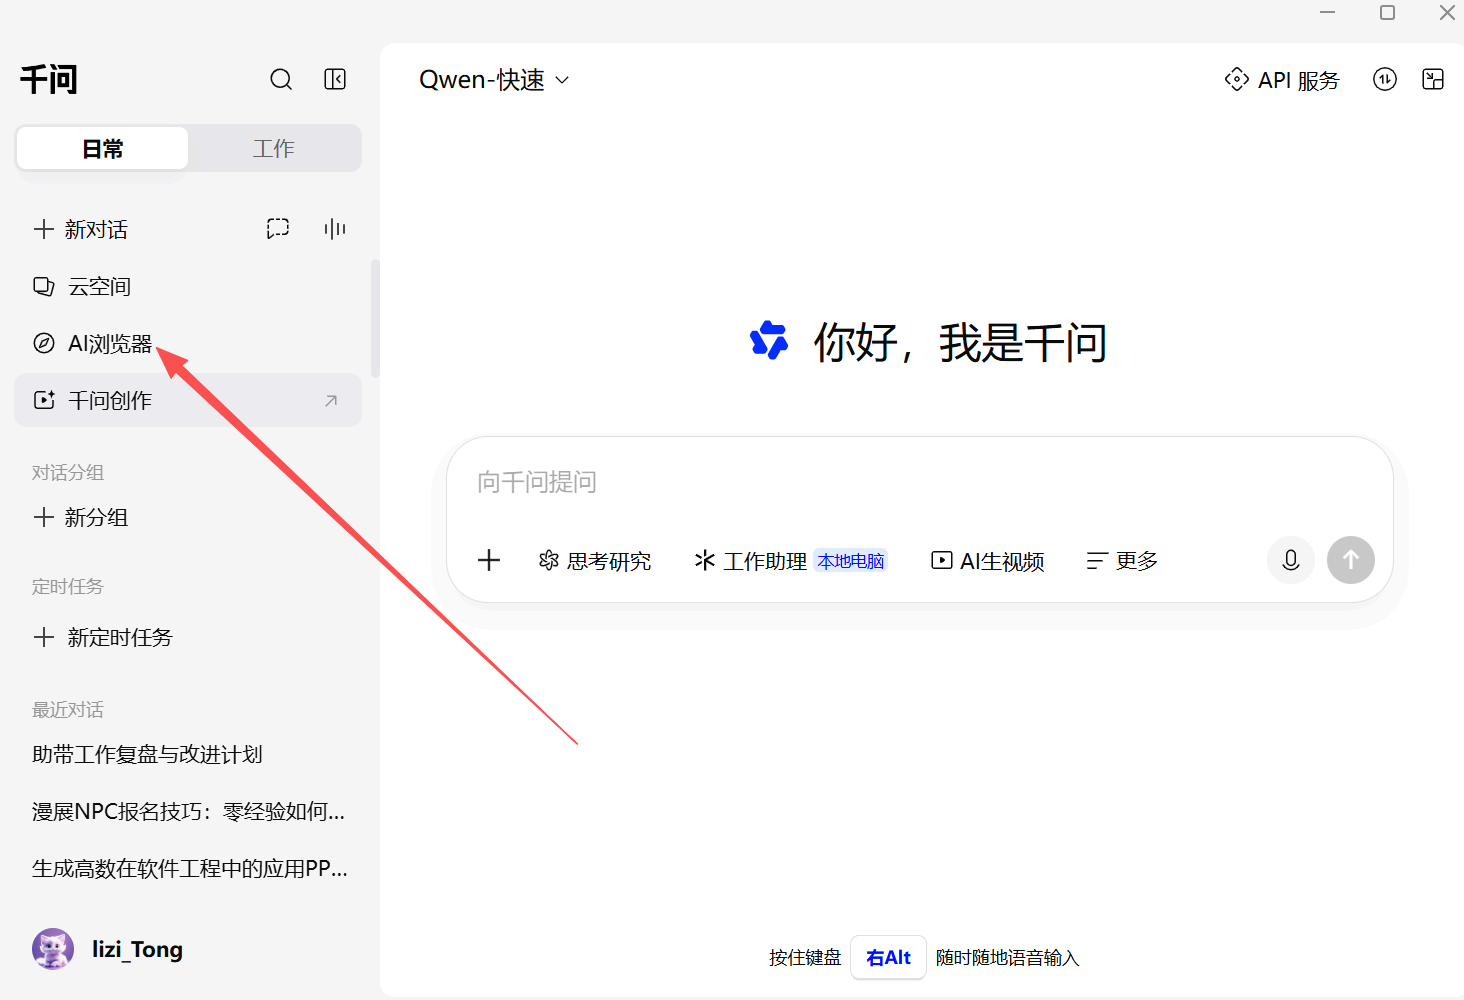 千问
日常
工作
新对话
云空间
AI浏览器
千问创作
对话分组
新分组
定时任务
新定时任务
最近对话
助带工作复盘与改进计划
漫展NPC报名技巧：零经验如何...
生成高数在软件工程中的应用PP...
lizi_Tong
Qwen-快速
API 服务
你好，我是千问
向千问提问
思考研究
工作助理 本地电脑
AI生视频
更多
按住键盘 右Alt 随时随地语音输入